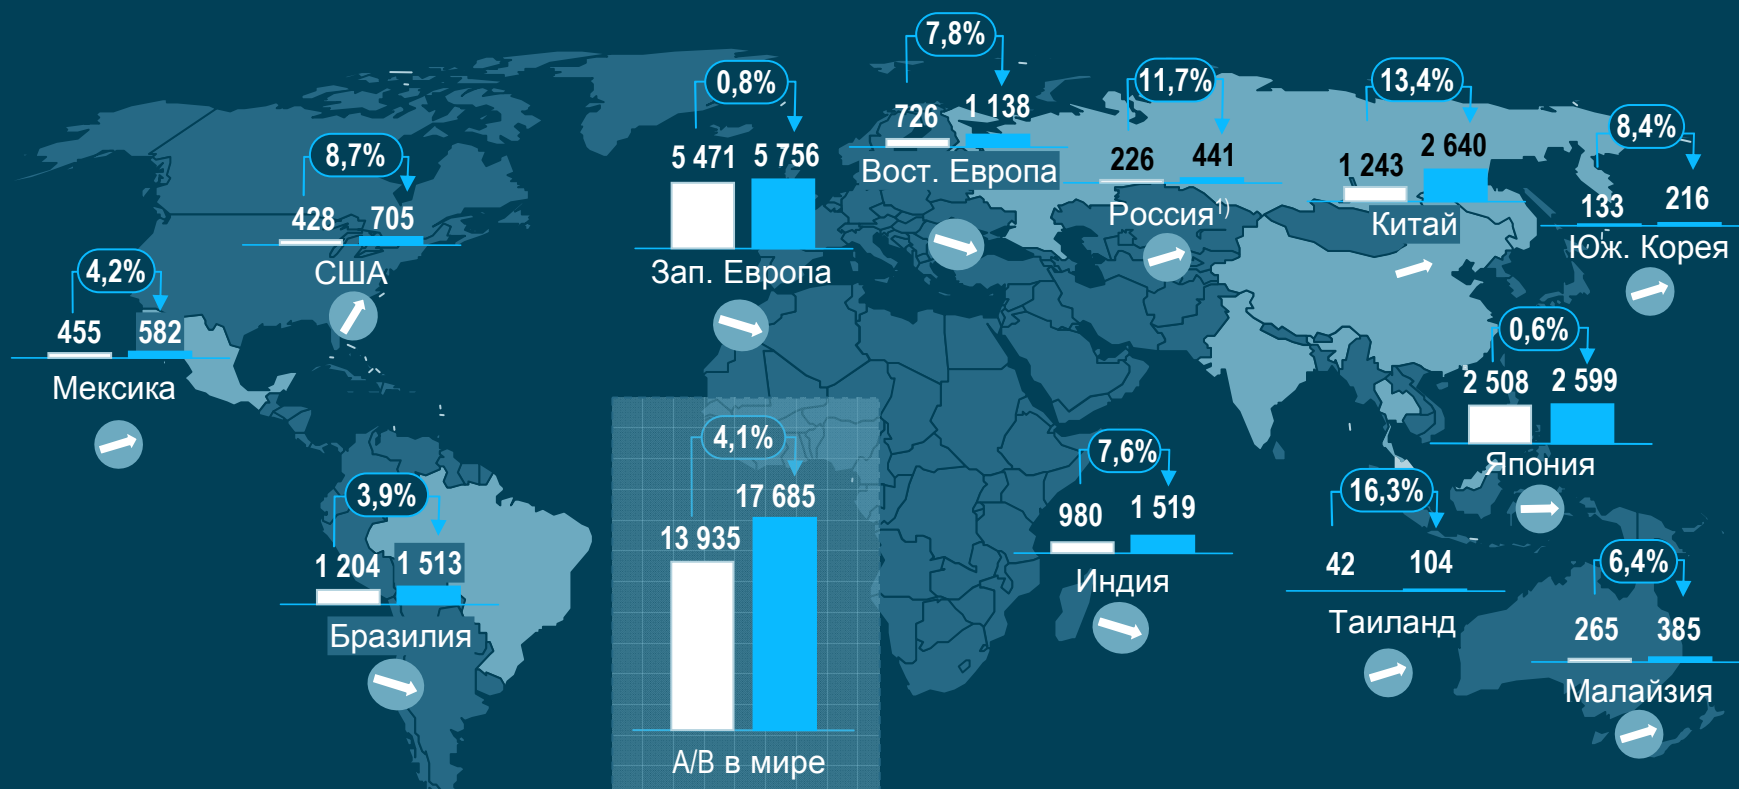 8,7%
428 705
США
4,2%
455 582
Мексика
3,9%
1 204 1 513
Бразилия
0,8%
5 471 5 756
Зап. Европа
4,1%
13 935 17 685
А/В в мире
7,8%
726 1 138
Вост. Европа
11,7%
226 441
Россия1)
13,4%
1 243 2 640
Китай
8,4%
133 216
Юж. Корея
0,6%
2 508 2 599
Япония
7,6%
980 1 519
Индия
16,3%
42 104
Таиланд
6,4%
265 385
Малайзия